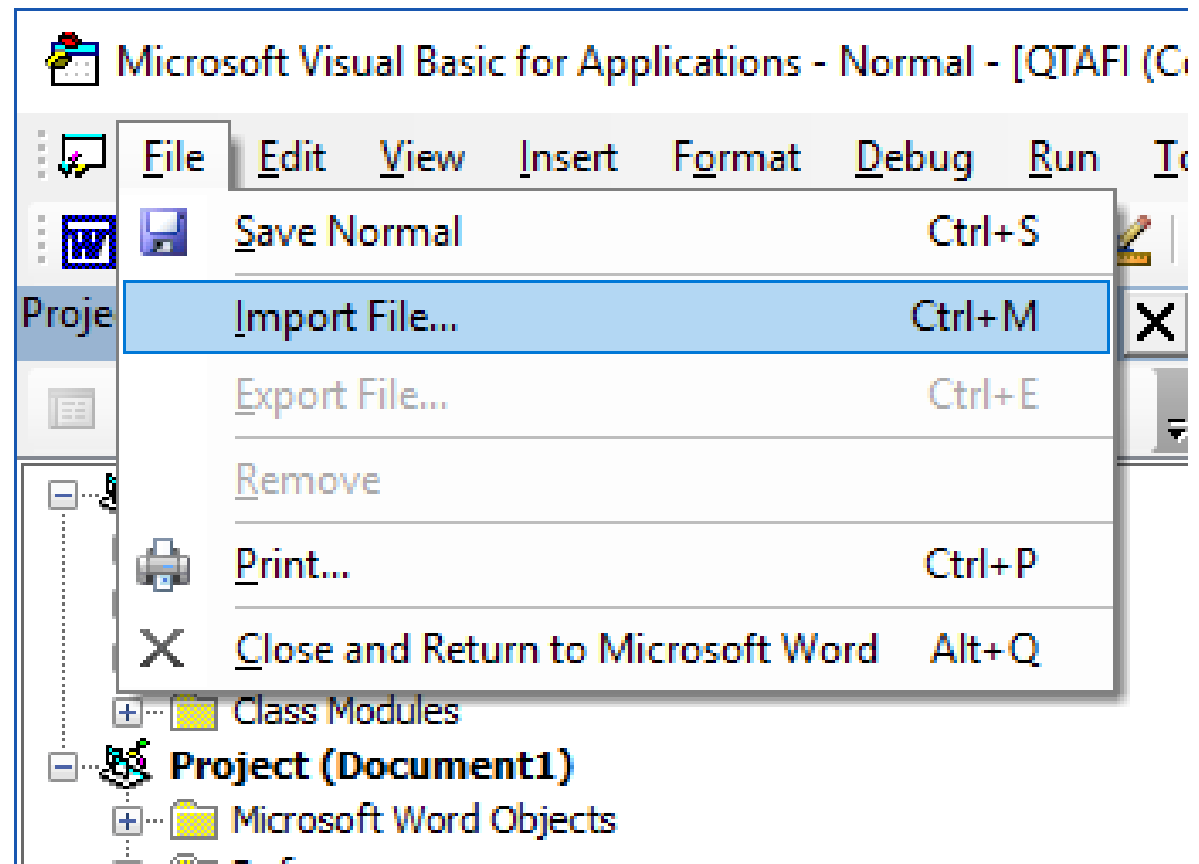 Microsoft Visual Basic for Applications - Normal - [QTAFI
File Edit View Insert Format Debug Run
Save Normal Ctrl+S
Import File... Ctrl+M
Export File... Ctrl+E
Remove
Print... Ctrl+P
Close and Return to Microsoft Word Alt+Q
Class Modules
Project (Document1)
Microsoft Word Objects